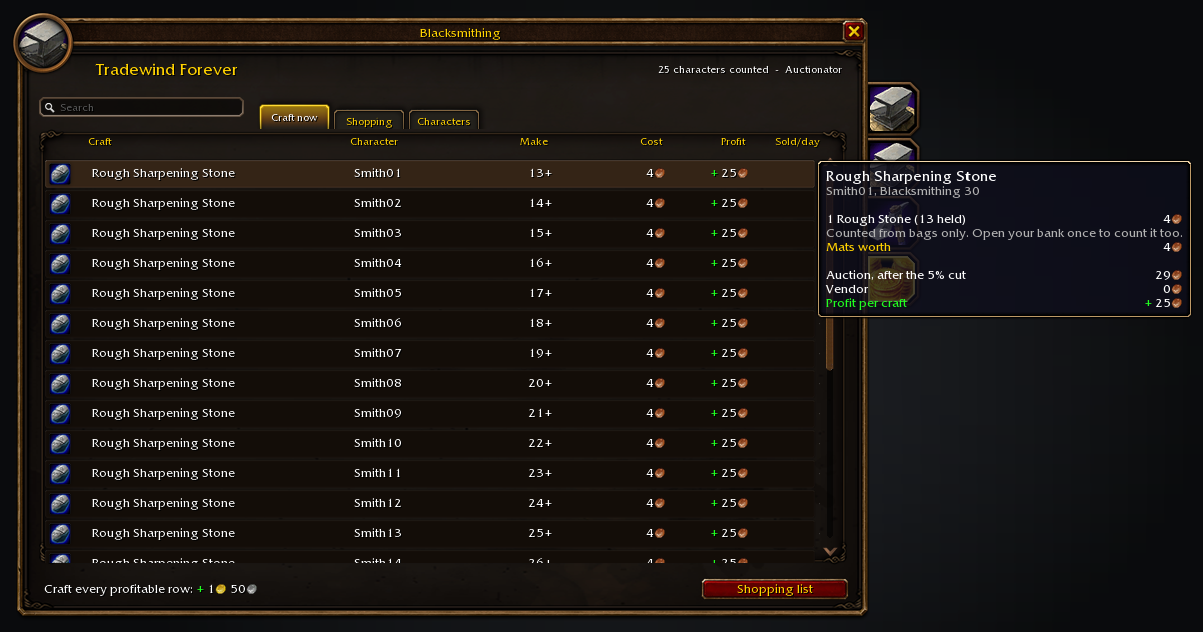 Blacksmithing
Tradewind Forever
25 characters counted - Auctionator
Search
Craft now
Shopping
Characters
Craft Character Make Cost Profit Sold/day
Rough Sharpening Stone Smith01 13+ 4 + 25
Rough Sharpening Stone Smith02 14+ 4 + 25
Rough Sharpening Stone Smith03 15+ 4 + 25
Rough Sharpening Stone Smith04 16+ 4 + 25
Rough Sharpening Stone Smith05 17+ 4 + 25
Rough Sharpening Stone Smith06 18+ 4 + 25
Rough Sharpening Stone Smith07 19+ 4 + 25
Rough Sharpening Stone Smith08 20+ 4 + 25
Rough Sharpening Stone Smith09 21+ 4 + 25
Rough Sharpening Stone Smith10 22+ 4 + 25
Rough Sharpening Stone Smith11 23+ 4 + 25
Rough Sharpening Stone Smith12 24+ 4 + 25
Rough Sharpening Stone Smith13 25+ 4 + 25
Rough Sharpening Stone Smith14 26+ 4 + 25
Craft every profitable row: + 1 50
Shopping list
Rough Sharpening Stone
Smith01, Blacksmithing 30
1 Rough Stone (13 held) 4
Counted from bags only. Open your bank once to count it too.
Mats worth 4
Auction, after the 5% cut 29
Vendor 0
Profit per craft + 25